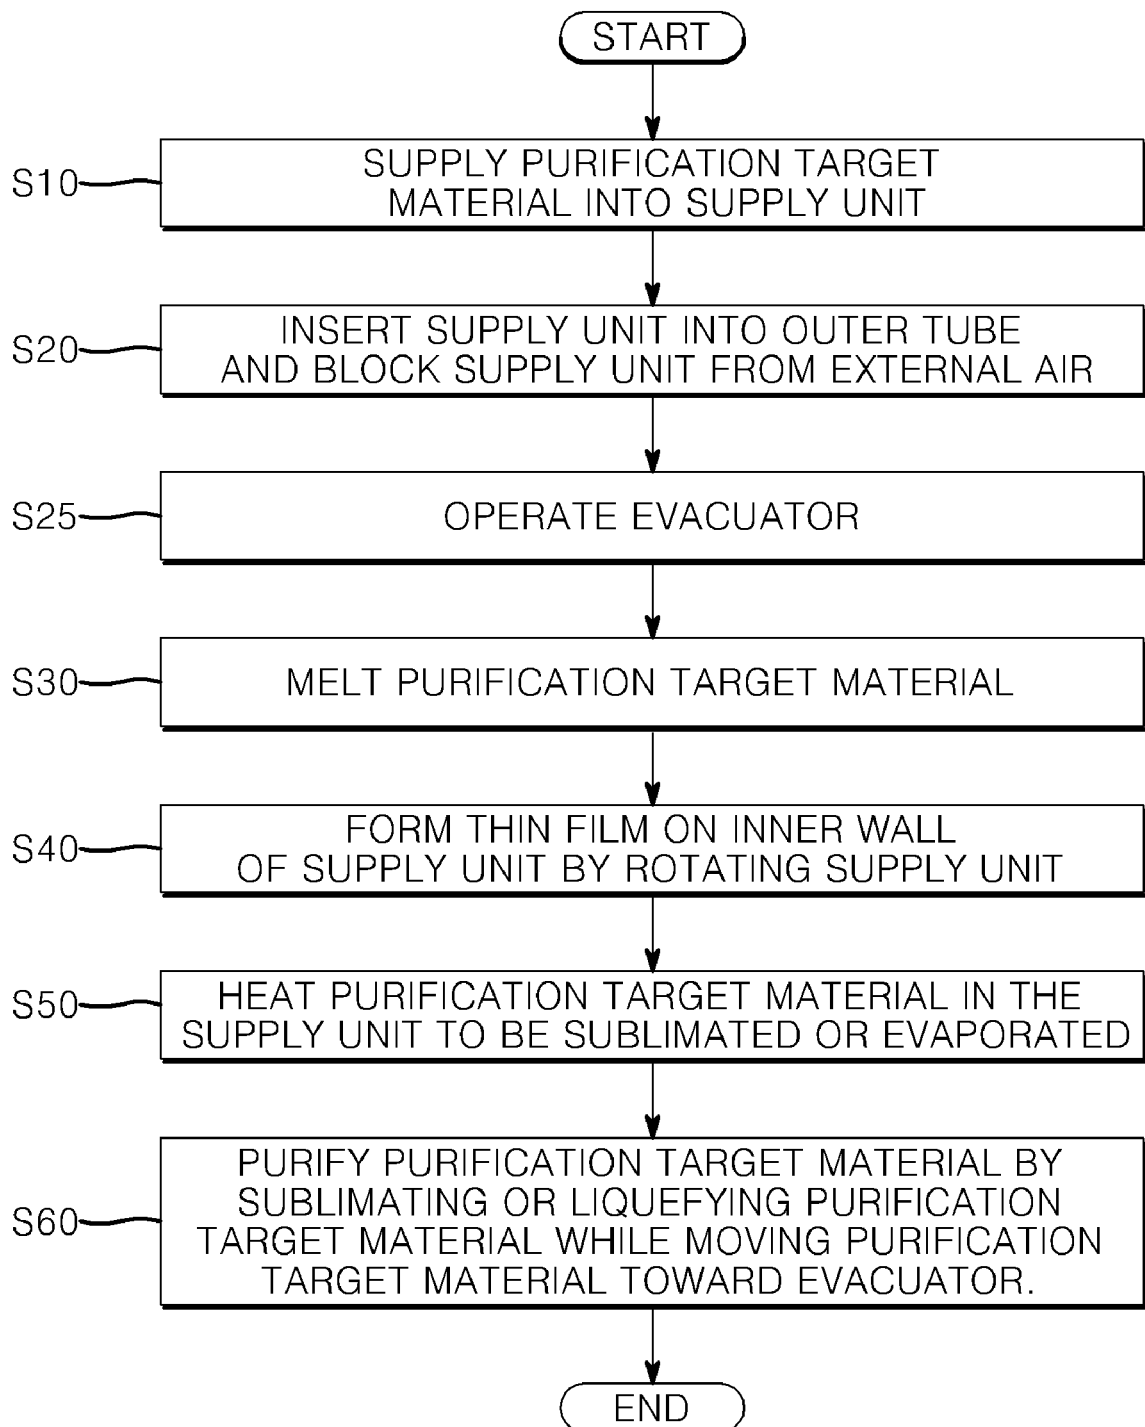 START
S10
SUPPLY PURIFICATION TARGET
MATERIAL INTO SUPPLY UNIT
S20
INSERT SUPPLY UNIT INTO OUTER TUBE
AND BLOCK SUPPLY UNIT FROM EXTERNAL AIR
S25
OPERATE EVACUATOR
S30
MELT PURIFICATION TARGET MATERIAL
S40
FORM THIN FILM ON INNER WALL
OF SUPPLY UNIT BY ROTATING SUPPLY UNIT
S50
HEAT PURIFICATION TARGET MATERIAL IN THE
SUPPLY UNIT TO BE SUBLIMATED OR EVAPORATED
S60
PURIFY PURIFICATION TARGET MATERIAL BY
SUBLIMATING OR LIQUEFYING PURIFICATION
TARGET MATERIAL WHILE MOVING PURIFICATION
TARGET MATERIAL TOWARD EVACUATOR.
END